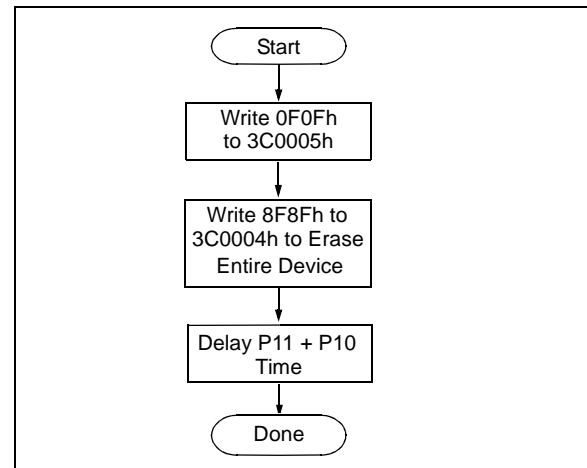 Start
Write 0F0Fh
to 3C0005h
Write 8F8Fh to
3C0004h to Erase
Entire Device
Delay P11 + P10
Time
Done